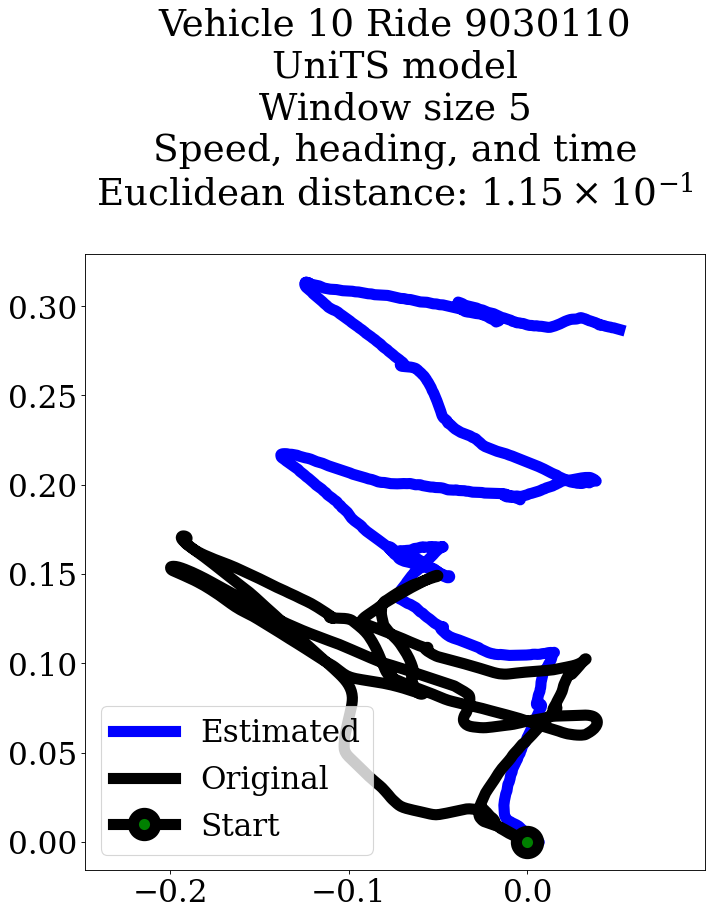 Vehicle 10 Ride 9030110
UniTS model
Window size 5
Speed, heading, and time
Euclidean distance: $1.15 \times 10^{-1}$
0.30
0.25
0.20
0.15
0.10
0.05
0.00
Estimated
Original
Start
−0.2 −0.1 0.0